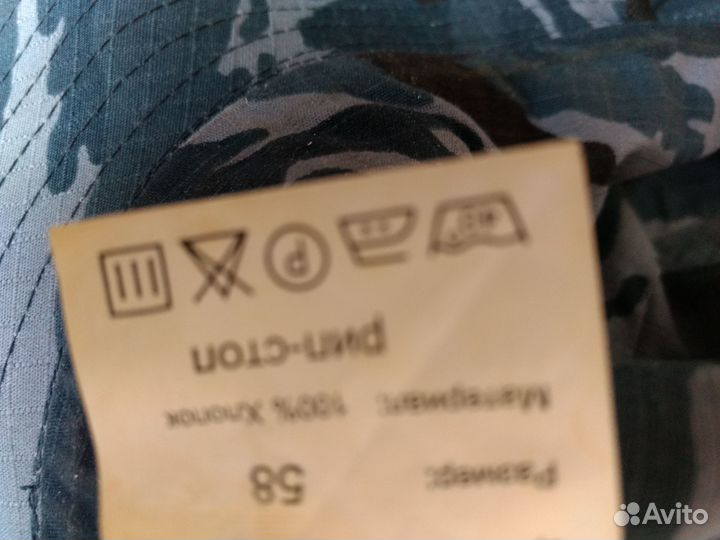 Размер: 58
Материал: 100% Хлопок
рип-стоп
P
Avito